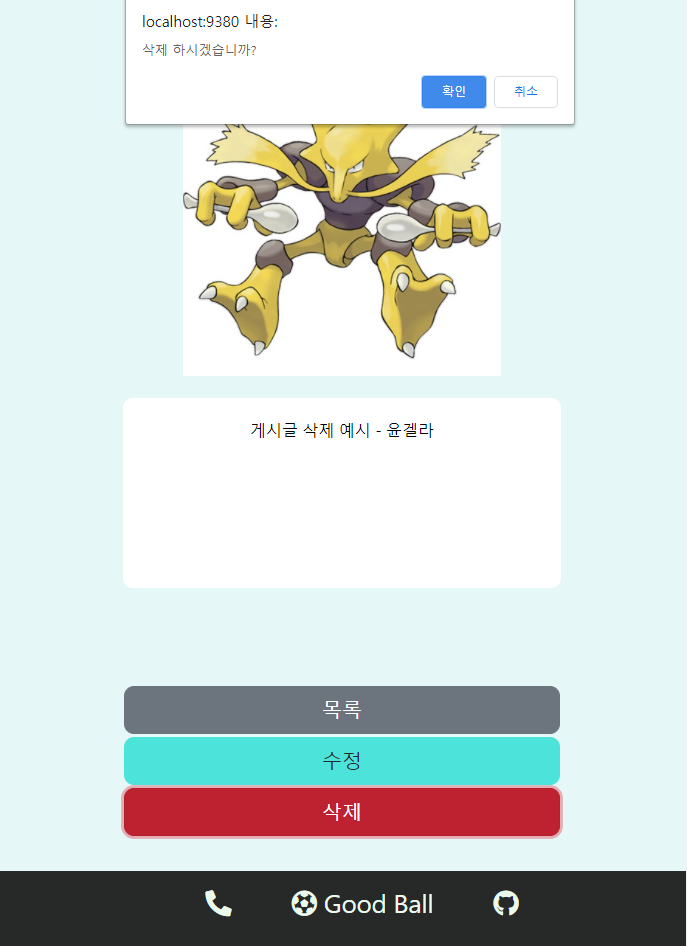 localhost:9380 내용:
삭제 하시겠습니까?
확인 취소
게시글 삭제 예시 - 윤겔라
목록
수정
삭제
Good Ball